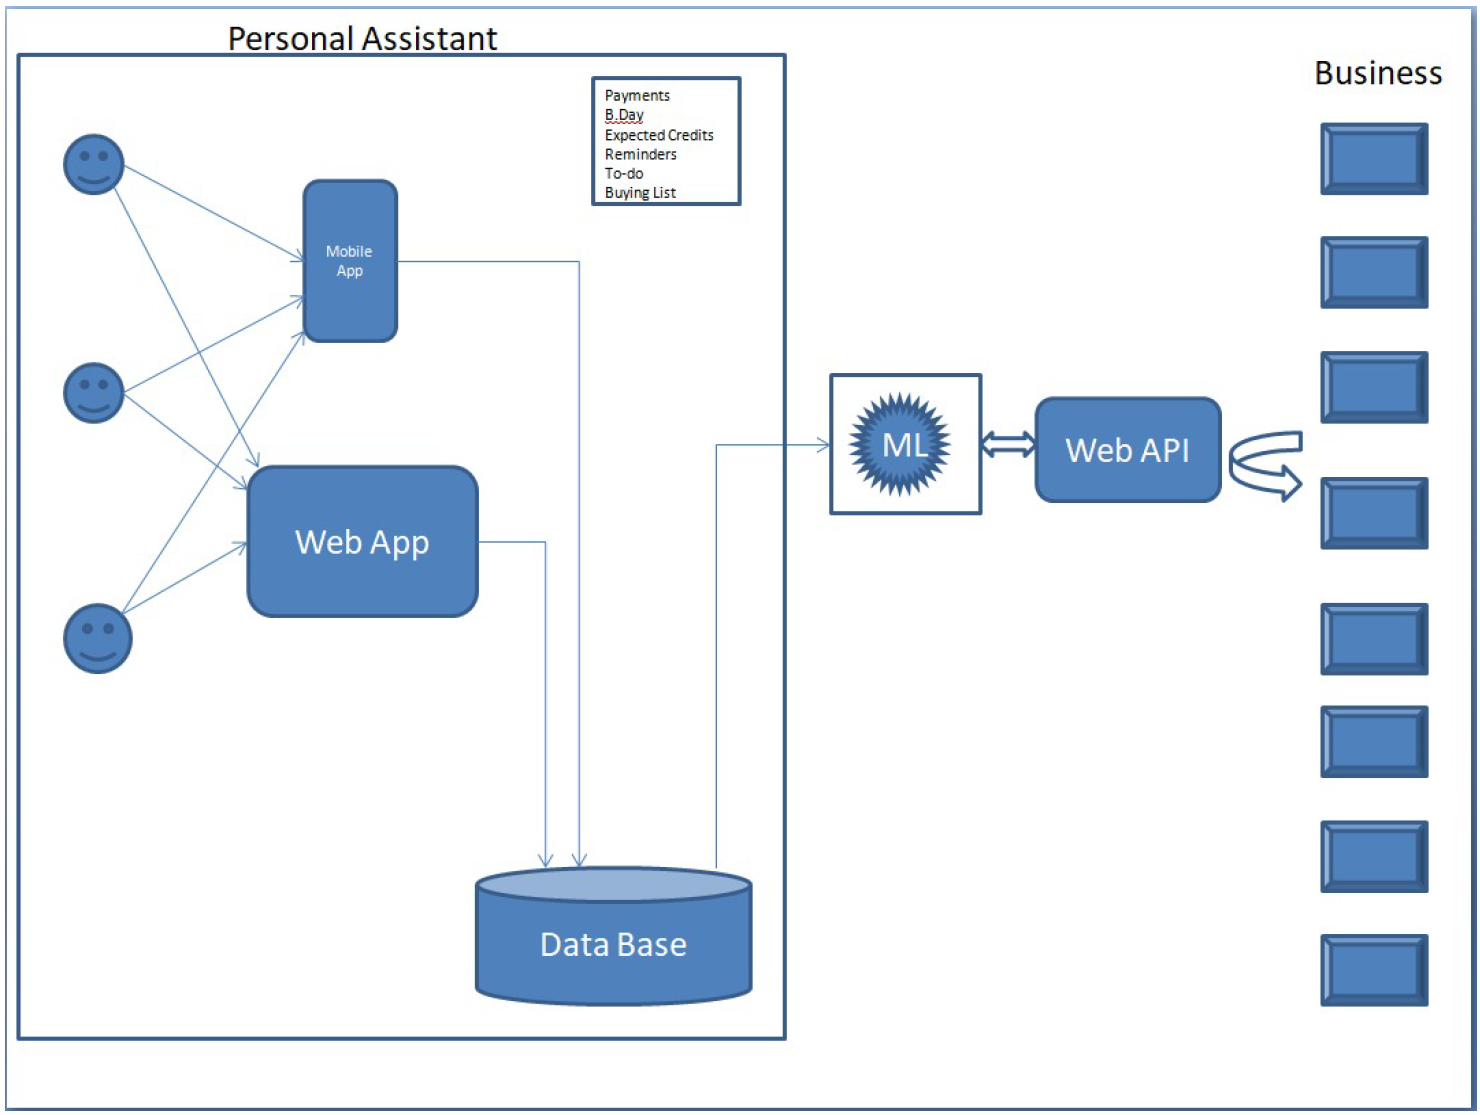 Personal Assistant
Business
Payments
B.Day
Expected Credits
Reminders
To-do
Buying List
Mobile
App
ML
Web API
Web App
Data Base